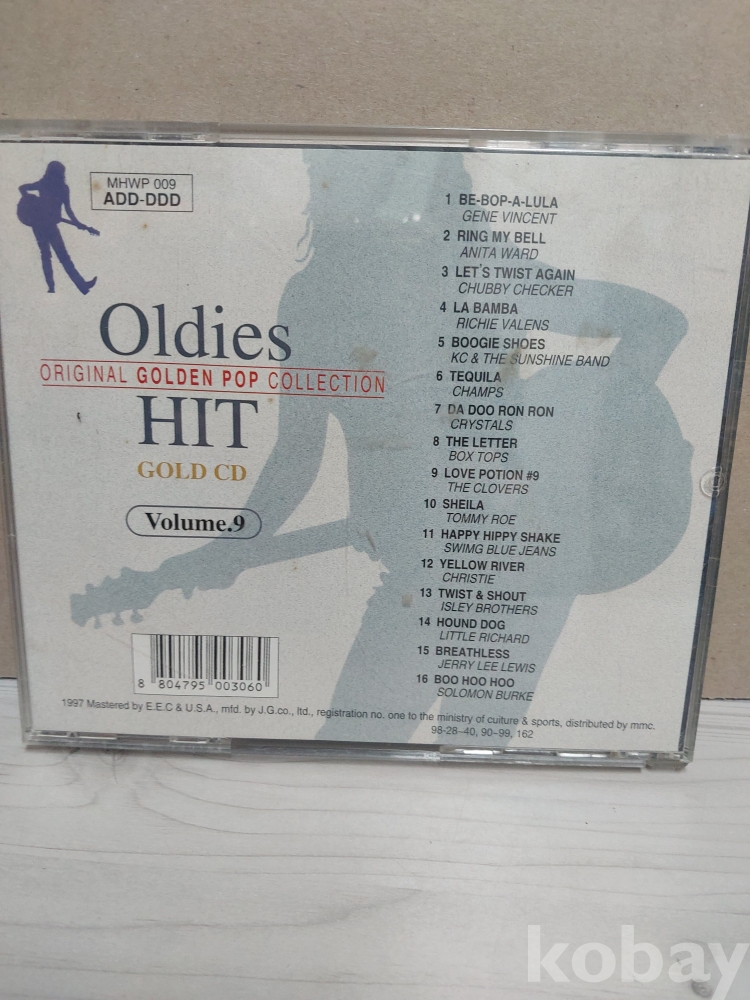 MHWP 009
ADD-DDD
Oldies
ORIGINAL GOLDEN POP COLLECTION
HIT
GOLD CD
Volume.9
1 BE-BOP-A-LULA
GENE VINCENT
2 RING MY BELL
ANITA WARD
3 LET'S TWIST AGAIN
CHUBBY CHECKER
4 LA BAMBA
RICHIE VALENS
5 BOOGIE SHOES
KC & THE SUNSHINE BAND
6 TEQUILA
CHAMPS
7 DA DOO RON RON
CRYSTALS
8 THE LETTER
BOX TOPS
9 LOVE POTION #9
THE CLOVERS
10 SHEILA
TOMMY ROE
11 HAPPY HIPPY SHAKE
SWIMG BLUE JEANS
12 YELLOW RIVER
CHRISTIE
13 TWIST & SHOUT
ISLEY BROTHERS
14 HOUND DOG
LITTLE RICHARD
15 BREATHLESS
JERRY LEE LEWIS
16 BOO HOO HOO
SOLOMON BURKE
8 804795 003060
1997 Mastered by E.E.C & U.S.A., mfd. by J.G.co., ltd., registration no. one to the ministry of culture & sports, distributed by mmc.
98-28-40, 90-99, 162
kobay